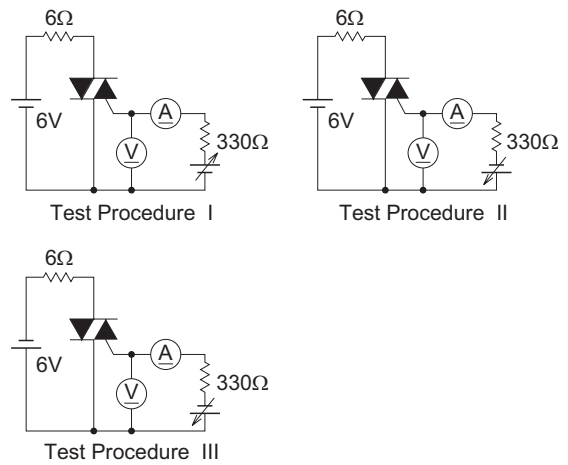 6Ω
6V
A
V
330Ω
Test Procedure I
6Ω
6V
A
V
330Ω
Test Procedure II
6Ω
6V
A
V
330Ω
Test Procedure III